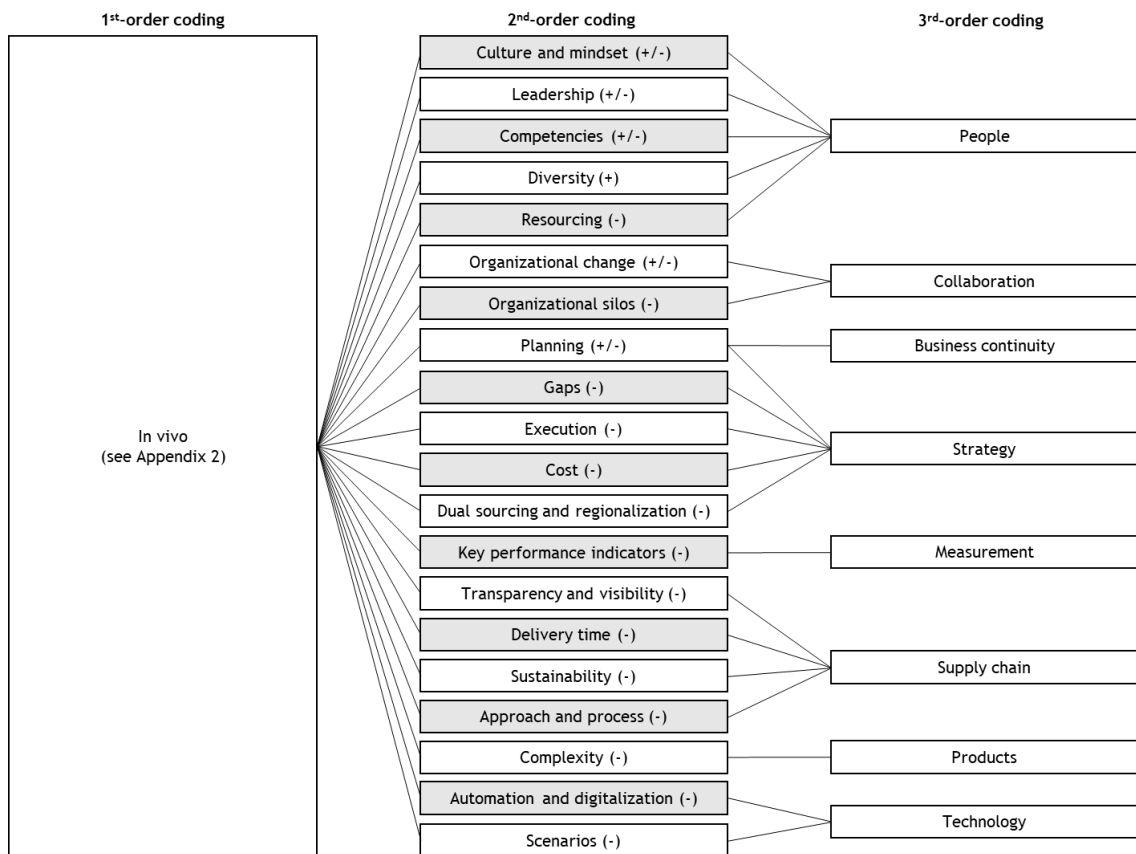 1st-order coding
2nd-order coding
3rd-order coding
In vivo
(see Appendix 2)
Culture and mindset (+/-)
Leadership (+/-)
Competencies (+/-)
Diversity (+)
Resourcing (-)
Organizational change (+/-)
Organizational silos (-)
Planning (+/-)
Gaps (-)
Execution (-)
Cost (-)
Dual sourcing and regionalization (-)
Key performance indicators (-)
Transparency and visibility (-)
Delivery time (-)
Sustainability (-)
Approach and process (-)
Complexity (-)
Automation and digitalization (-)
Scenarios (-)
People
Collaboration
Business continuity
Strategy
Measurement
Supply chain
Products
Technology